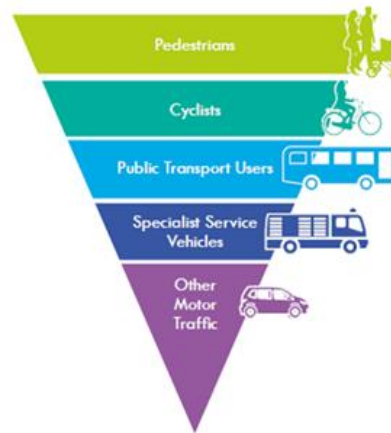 Pedestrians
Cyclists
Public Transport Users
Specialist Service
Vehicles
Other
Motor
Traffic